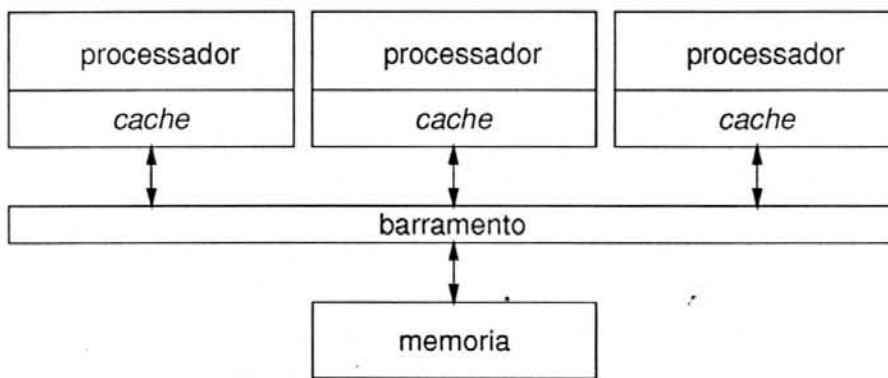 processador processador processador
cache cache cache
barramento
memoria